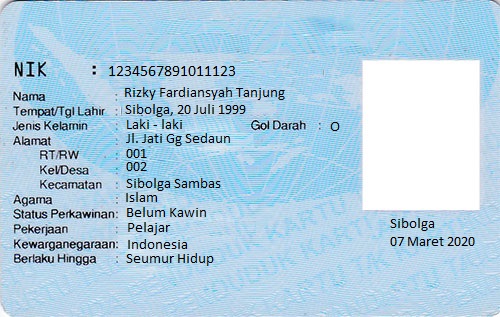 NIK : 1234567891011123
Nama : Rizky Fardiansyah Tanjung
Tempat/Tgl Lahir : Sibolga, 20 Juli 1999
Jenis Kelamin : Laki - laki Gol Darah : O
Alamat : Jl. Jati Gg Sedaun
RT/RW : 001
Kel/Desa : 002
Kecamatan : Sibolga Sambas
Agama : Islam
Status Perkawinan: Belum Kawin
Pekerjaan : Pelajar
Kewarganegaraan: Indonesia
Berlaku Hingga : Seumur Hidup
Sibolga
07 Maret 2020